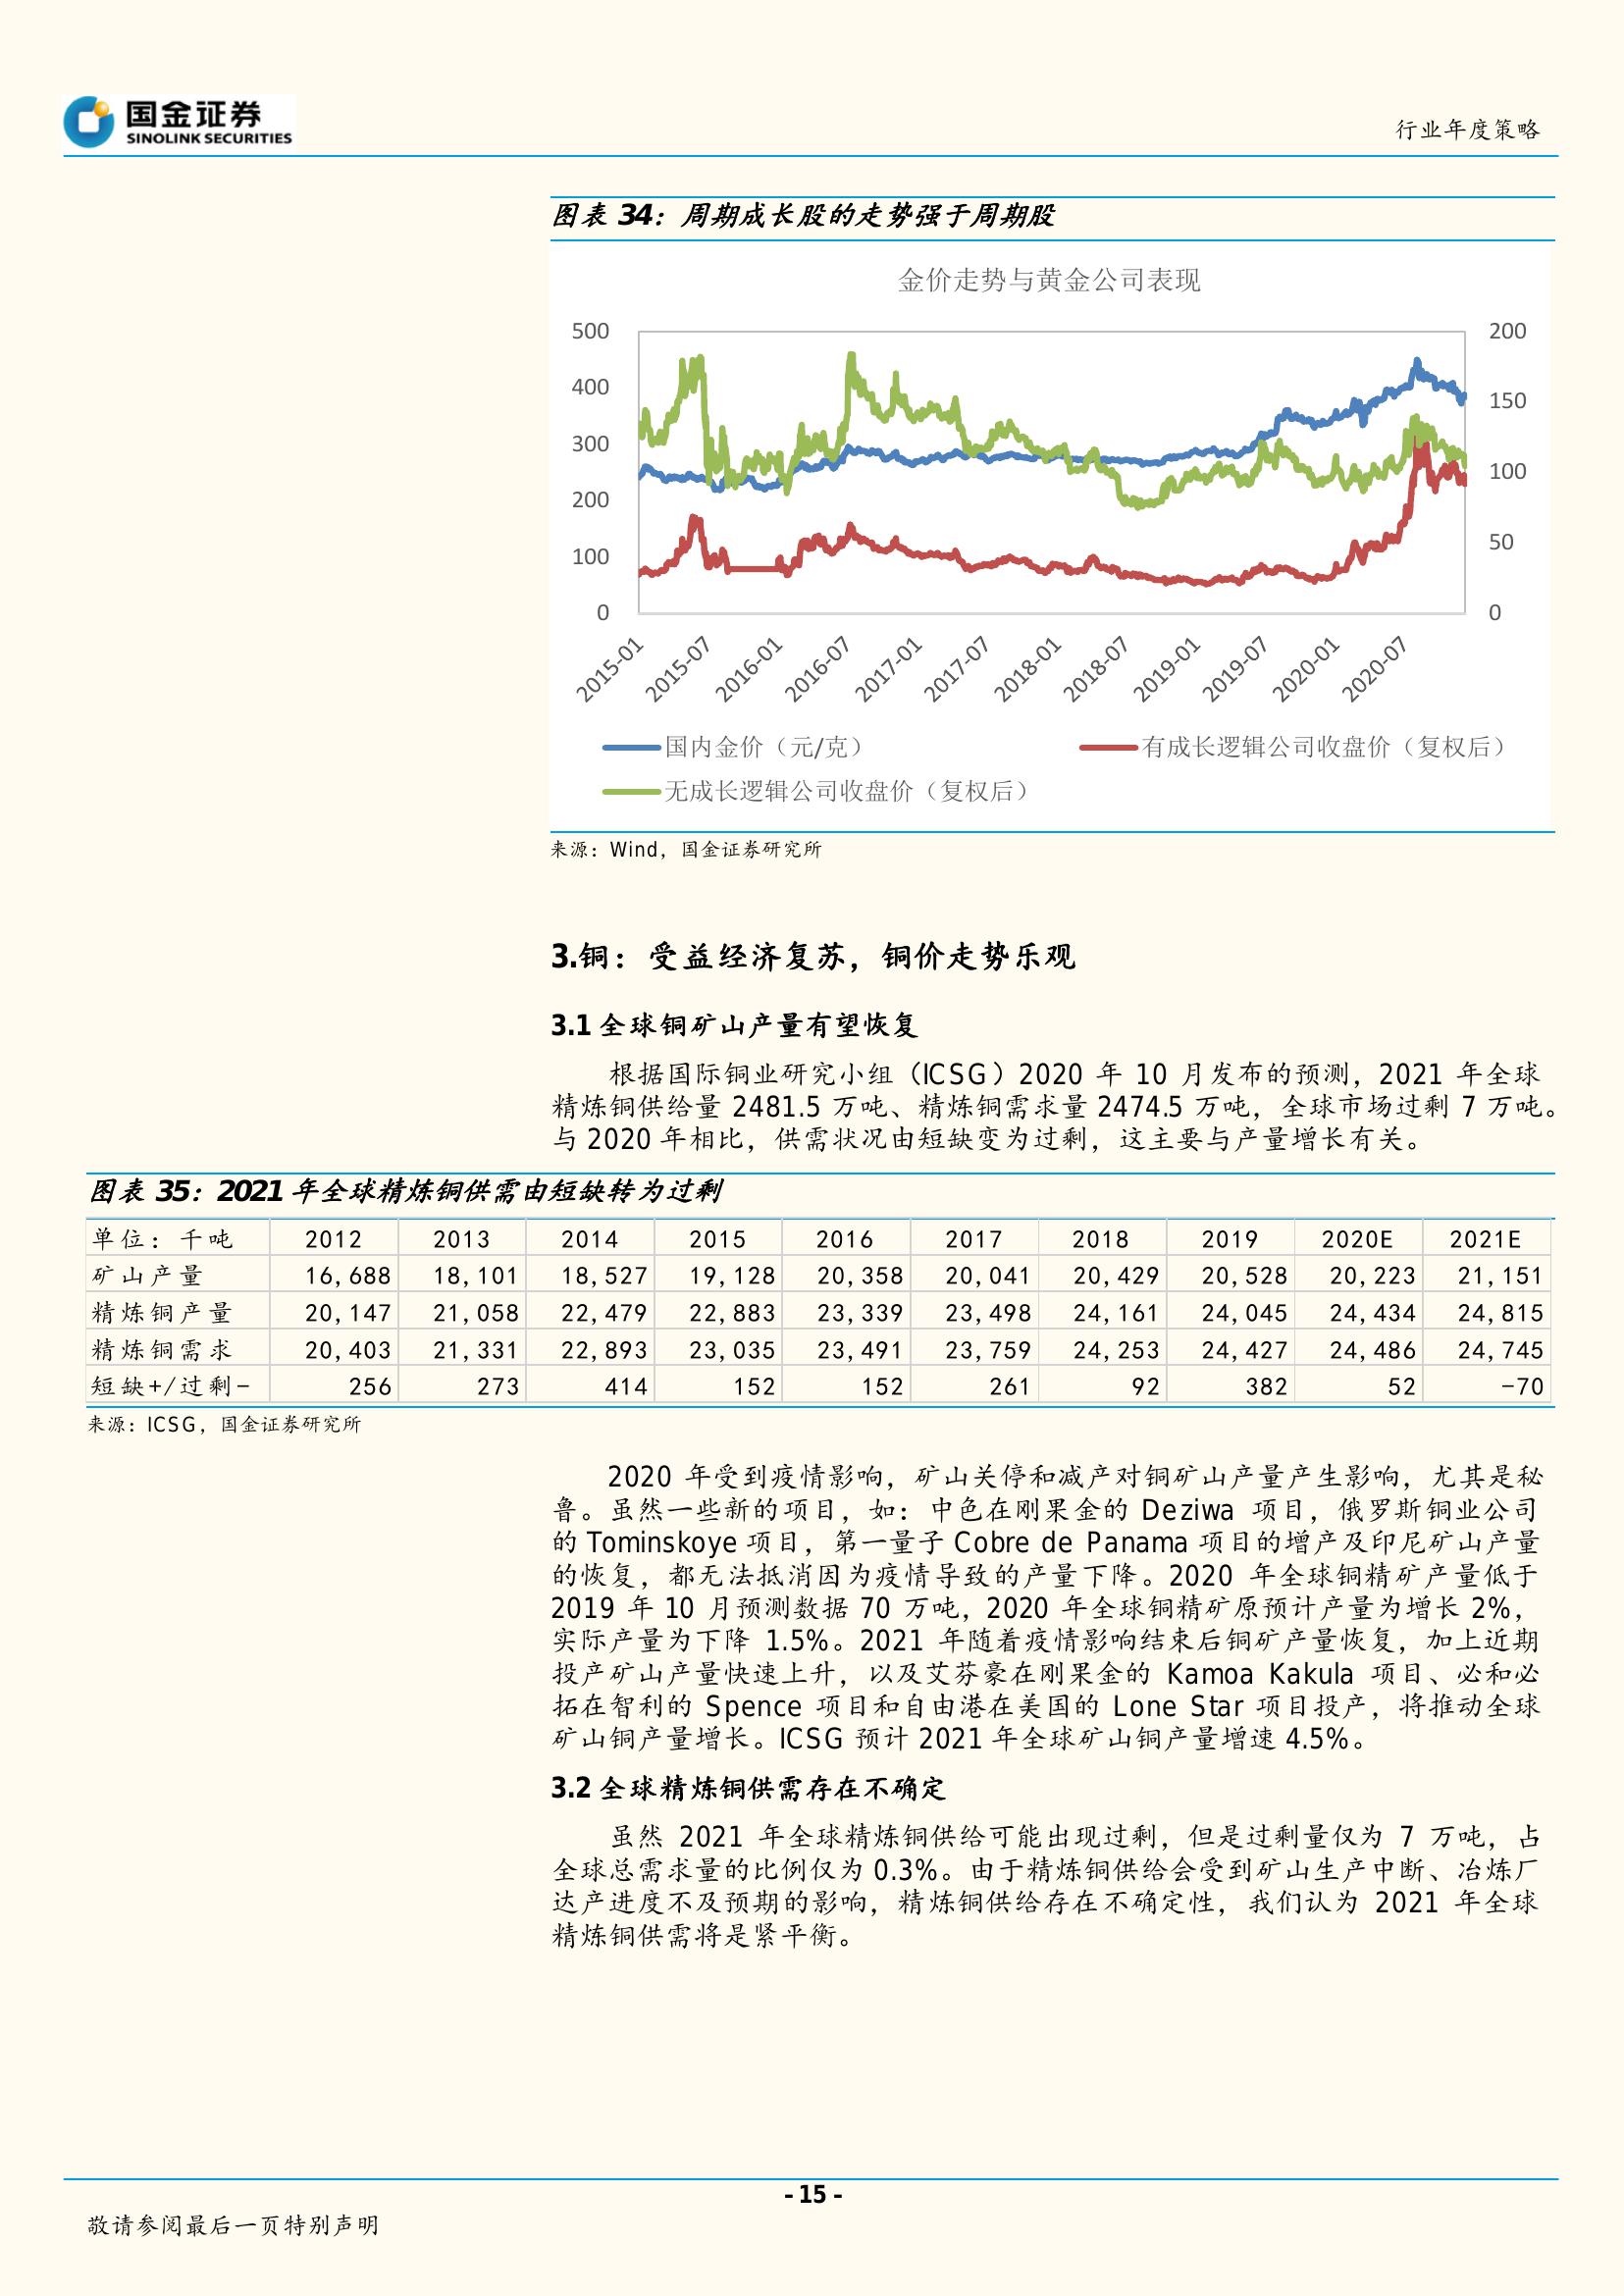 国金证券
SINOLINK SECURITIES
行业年度策略
图表 34：周期成长股的走势强于周期股
金价走势与黄金公司表现
500
400
300
200
100
0
200
150
100
50
0
2015-01
2015-07
2016-01
2016-07
2017-01
2017-07
2018-01
2018-07
2019-01
2019-07
2020-01
2020-07
国内金价（元/克）
有成长逻辑公司收盘价（复权后）
无成长逻辑公司收盘价（复权后）
来源：Wind，国金证券研究所
3.铜：受益经济复苏，铜价走势乐观
3.1 全球铜矿山产量有望恢复
根据国际铜业研究小组（ICSG）2020 年 10 月发布的预测，2021 年全球
精炼铜供给量 2481.5 万吨、精炼铜需求量 2474.5 万吨，全球市场过剩 7 万吨。
与 2020 年相比，供需状况由短缺变为过剩，这主要与产量增长有关。
图表 35：2021 年全球精炼铜供需由短缺转为过剩
单位：千吨 2012 2013 2014 2015 2016 2017 2018 2019 2020E 2021E
矿山产量 16,688 18,101 18,527 19,128 20,358 20,041 20,429 20,528 20,223 21,151
精炼铜产量 20,147 21,058 22,479 22,883 23,339 23,498 24,161 24,045 24,434 24,815
精炼铜需求 20,403 21,331 22,893 23,035 23,491 23,759 24,253 24,427 24,486 24,745
短缺+/过剩- 256 273 414 152 152 261 92 382 52 -70
来源：ICSG，国金证券研究所
2020 年受到疫情影响，矿山关停和减产对铜矿山产量产生影响，尤其是秘
鲁。虽然一些新的项目，如：中色在刚果金的 Deziwa 项目，俄罗斯铜业公司
的 Tominskoye 项目，第一量子 Cobre de Panama 项目的增产及印尼矿山产量
的恢复，都无法抵消因为疫情导致的产量下降。2020 年全球铜精矿产量低于
2019 年 10 月预测数据 70 万吨，2020 年全球铜精矿原预计产量为增长 2%，
实际产量为下降 1.5%。2021 年随着疫情影响结束后铜矿产量恢复，加上近期
投产矿山产量快速上升，以及艾芬豪在刚果金的 Kamoa Kakula 项目、必和必
拓在智利的 Spence 项目和自由港在美国的 Lone Star 项目投产，将推动全球
矿山铜产量增长。ICSG 预计 2021 年全球矿山铜产量增速 4.5%。
3.2 全球精炼铜供需存在不确定
虽然 2021 年全球精炼铜供给可能出现过剩，但是过剩量仅为 7 万吨，占
全球总需求量的比例仅为 0.3%。由于精炼铜供给会受到矿山生产中断、冶炼厂
达产进度不及预期的影响，精炼铜供给存在不确定性，我们认为 2021 年全球
精炼铜供需将是紧平衡。
- 15 -
敬请参阅最后一页特别声明